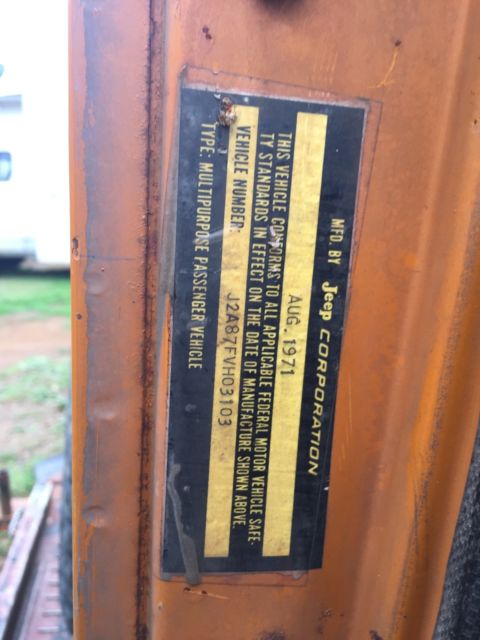 MFD. BY Jeep CORPORATION
AUG. 1971
THIS VEHICLE CONFORMS TO ALL APPLICABLE FEDERAL MOTOR VEHICLE SAFE-
TY STANDARDS IN EFFECT ON THE DATE OF MANUFACTURE SHOWN ABOVE.
VEHICLE NUMBER: J2A87FVH03103
TYPE: MULTIPURPOSE PASSENGER VEHICLE